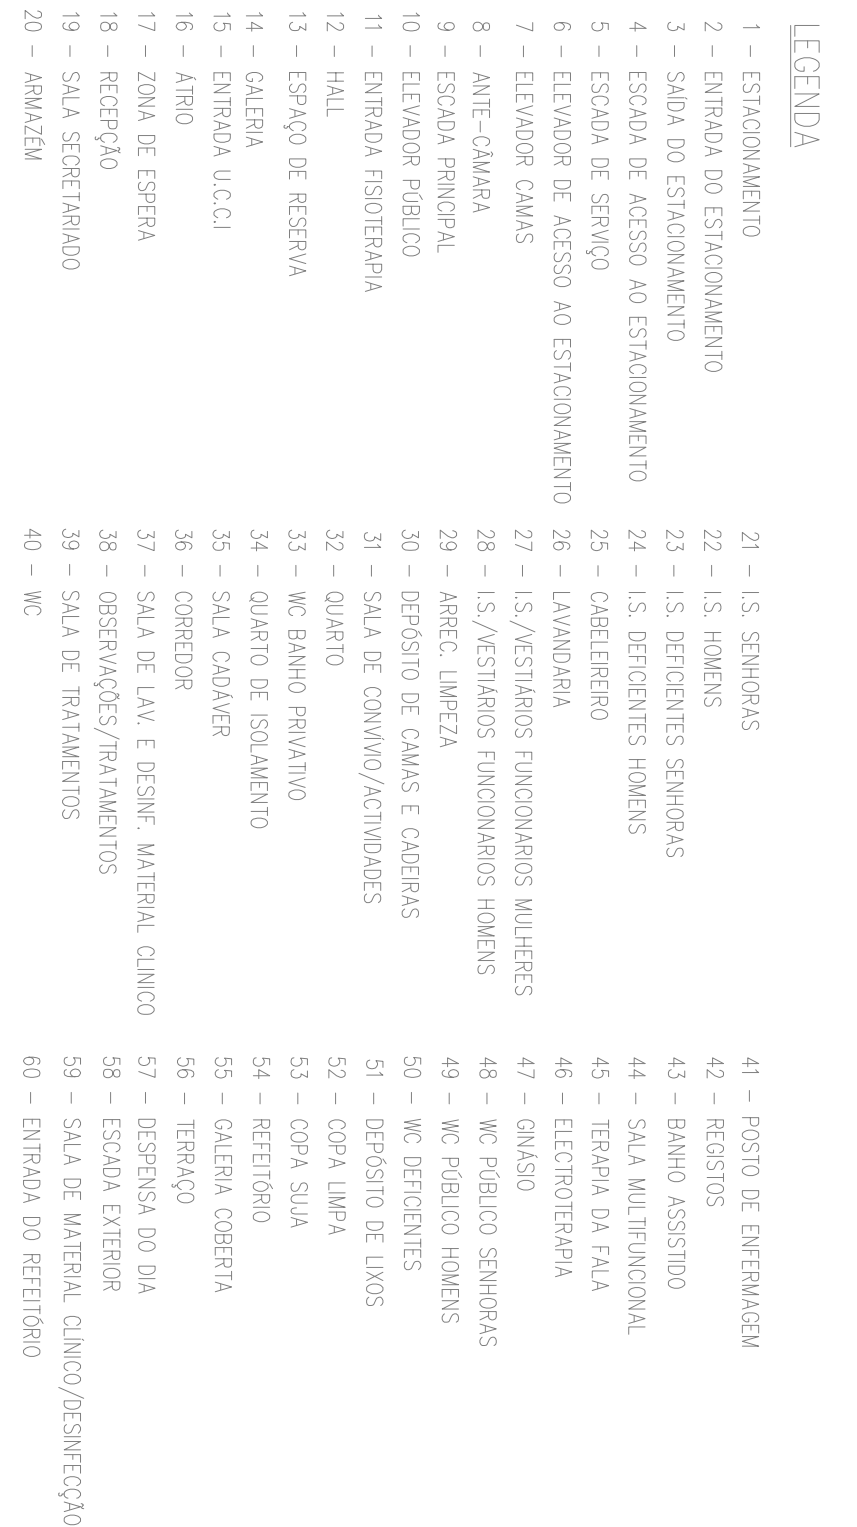 LEGENDA
1 - ESTACIONAMENTO
2 - ENTRADA DO ESTACIONAMENTO
3 - SAÍDA DO ESTACIONAMENTO
4 - ESCADA DE ACESSO AO ESTACIONAMENTO
5 - ESCADA DE SERVIÇO
6 - ELEVADOR DE ACESSO AO ESTACIONAMENTO
7 - ELEVADOR CAMAS
8 - ANTE-CÂMARA
9 - ESCADA PRINCIPAL
10 - ELEVADOR PÚBLICO
11 - ENTRADA FISIOTERAPIA
12 - HALL
13 - ESPAÇO DE RESERVA
14 - GALERIA
15 - ENTRADA U.C.C.I
16 - ÁTRIO
17 - ZONA DE ESPERA
18 - RECEPÇÃO
19 - SALA SECRETARIADO
20 - ARMAZÉM
21 - I.S. SENHORAS
22 - I.S. HOMENS
23 - I.S. DEFICIENTES SENHORAS
24 - I.S. DEFICIENTES HOMENS
25 - CABELEIREIRO
26 - LAVANDARIA
27 - I.S./VESTIÁRIOS FUNCIONARIOS MULHERES
28 - I.S./VESTIÁRIOS FUNCIONARIOS HOMENS
29 - ARREC. LIMPEZA
30 - DEPÓSITO DE CAMAS E CADEIRAS
31 - SALA DE CONVÍVIO/ACTIVIDADES
32 - QUARTO
33 - WC BANHO PRIVATIVO
34 - QUARTO DE ISOLAMENTO
35 - SALA CADÁVER
36 - CORREDOR
37 - SALA DE LAV. E DESINF. MATERIAL CLINICO
38 - OBSERVAÇÕES/TRATAMENTOS
39 - SALA DE TRATAMENTOS
40 - WC
41 - POSTO DE ENFERMAGEM
42 - REGISTOS
43 - BANHO ASSISTIDO
44 - SALA MULTIFUNCIONAL
45 - TERAPIA DA FALA
46 - ELECTROTERAPIA
47 - GINÁSIO
48 - WC PÚBLICO SENHORAS
49 - WC PÚBLICO HOMENS
50 - WC DEFICIENTES
51 - DEPÓSITO DE LIXOS
52 - COPA LIMPA
53 - COPA SUJA
54 - REFEITÓRIO
55 - GALERIA COBERTA
56 - TERRAÇO
57 - DESPENSA DO DIA
58 - ESCADA EXTERIOR
59 - SALA DE MATERIAL CLÍNICO/DESINFECÇÃO
60 - ENTRADA DO REFEITÓRIO